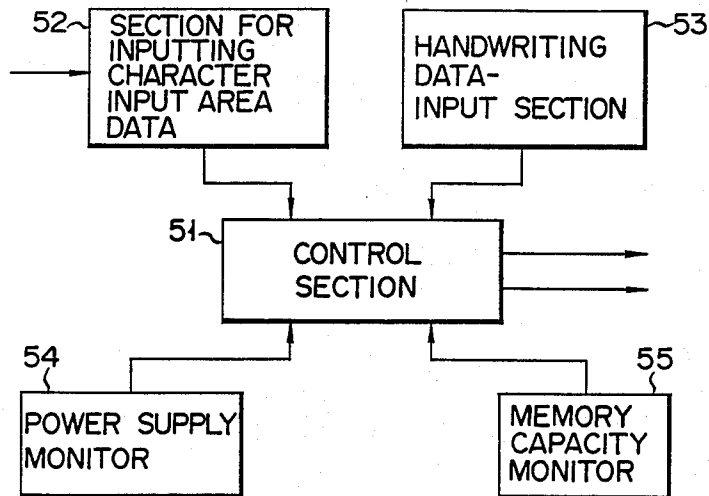 52
SECTION FOR
INPUTTING
CHARACTER
INPUT AREA
DATA
53
HANDWRITING
DATA-
INPUT SECTION
51
CONTROL
SECTION
54
POWER SUPPLY
MONITOR
55
MEMORY
CAPACITY
MONITOR